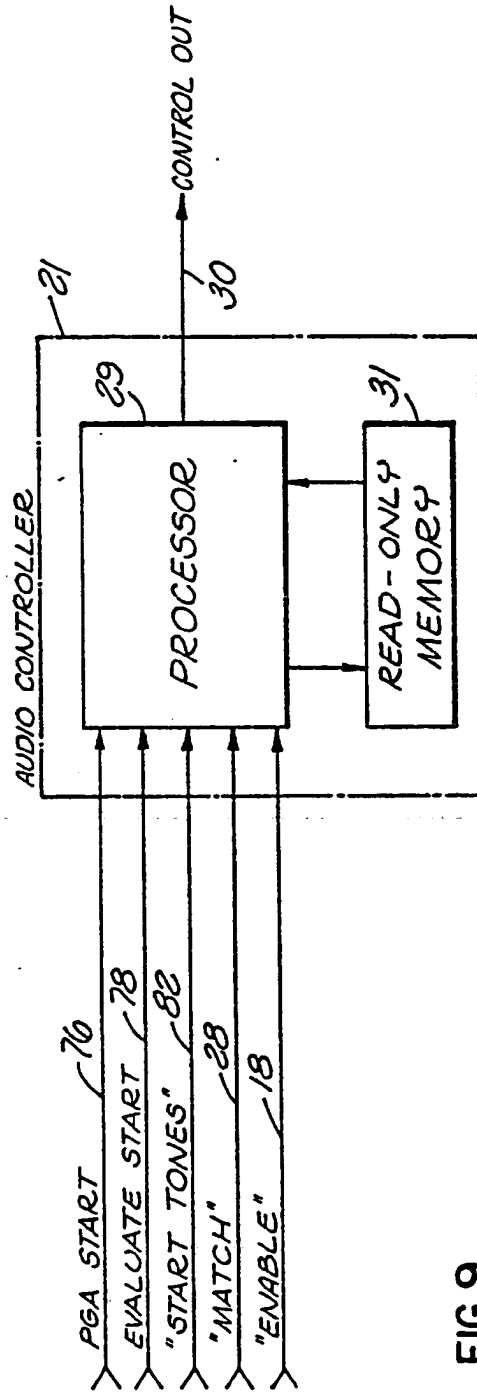 AUDIO CONTROLLER
21
PGA START
76
EVALUATE START
78
"START TONES"
82
"MATCH"
28
"ENABLE"
18
PROCESSOR
29
30
CONTROL OUT
READ-ONLY
MEMORY
31
FIG. 9